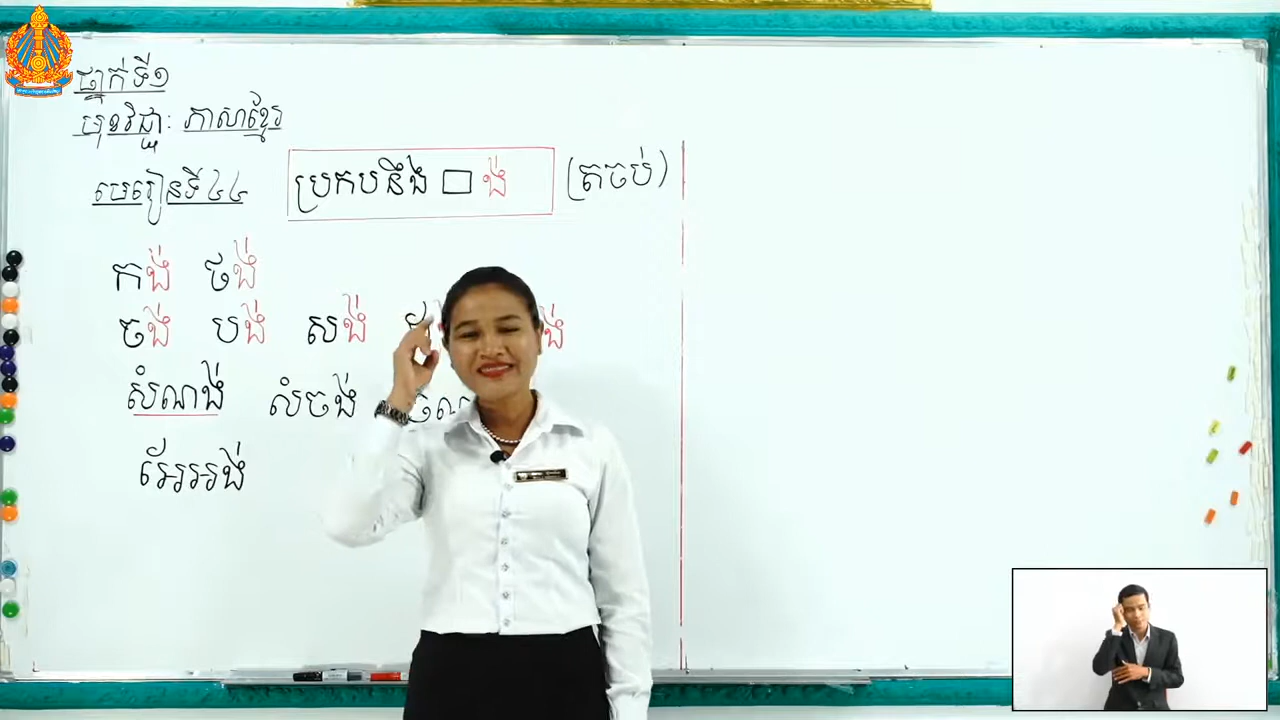 ថ្នាក់ទី១
មុខវិជ្ជា: ភាសាខ្មែរ
មេរៀនទី ៤៤
ប្រកបនឹង □ ង់ (តចប់)
កង់ ថង់
ចង់ បង់ សង់
សំណង់ សំចង់
អែអង់